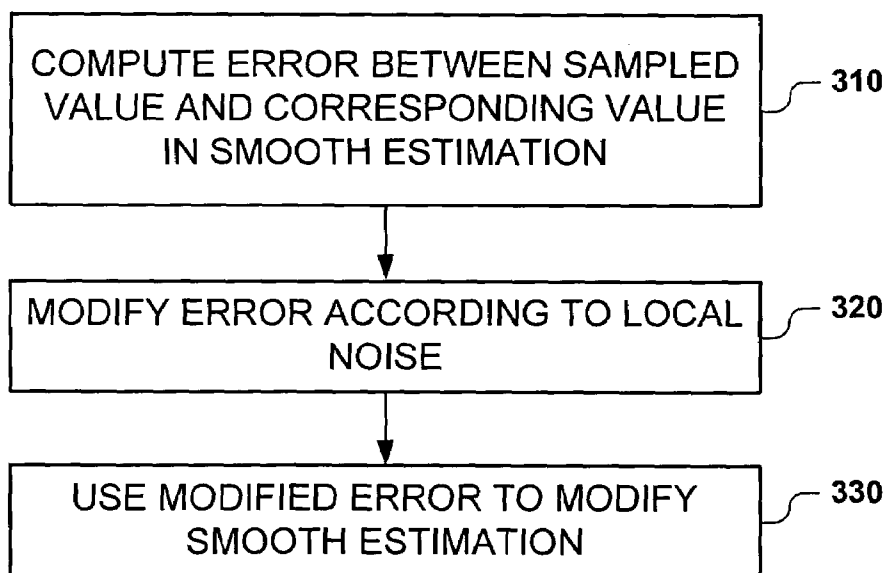 COMPUTE ERROR BETWEEN SAMPLED
VALUE AND CORRESPONDING VALUE
IN SMOOTH ESTIMATION
310
MODIFY ERROR ACCORDING TO LOCAL
NOISE
320
USE MODIFIED ERROR TO MODIFY
SMOOTH ESTIMATION
330